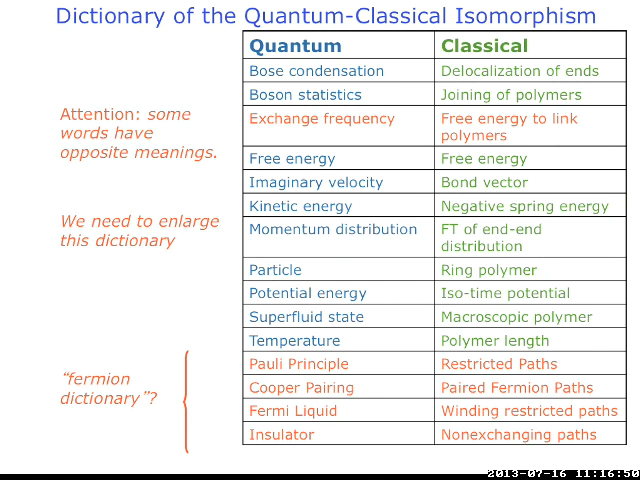 Dictionary of the Quantum-Classical Isomorphism
Attention: some
words have
opposite meanings.
We need to enlarge
this dictionary
“fermion
dictionary”?
Quantum Classical
Bose condensation Delocalization of ends
Boson statistics Joining of polymers
Exchange frequency Free energy to link
polymers
Free energy Free energy
Imaginary velocity Bond vector
Kinetic energy Negative spring energy
Momentum distribution FT of end-end
distribution
Particle Ring polymer
Potential energy Iso-time potential
Superfluid state Macroscopic polymer
Temperature Polymer length
Pauli Principle Restricted Paths
Cooper Pairing Paired Fermion Paths
Fermi Liquid Winding restricted paths
Insulator Nonexchanging paths
2013-07-16 11:16:50